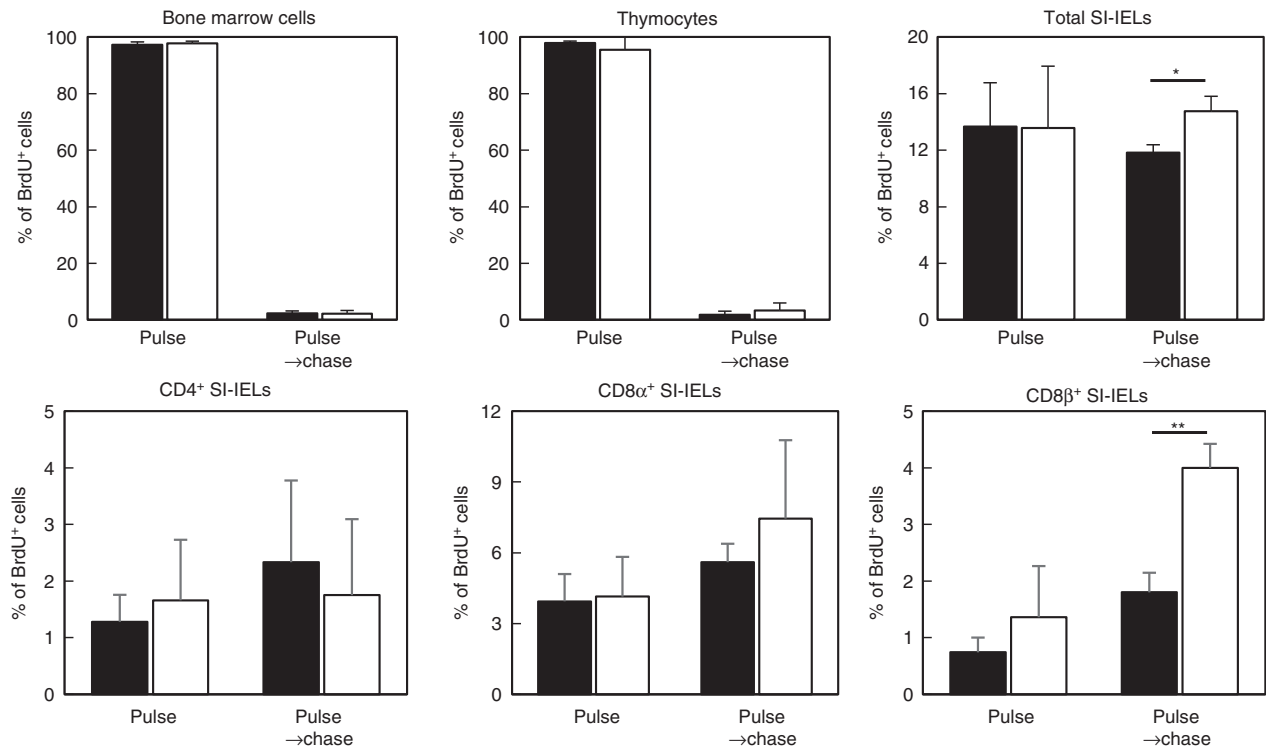 Bone marrow cells
% of BrdU⁺ cells
100
80
60
40
20
0
Pulse
Pulse
→chase
Thymocytes
% of BrdU⁺ cells
100
80
60
40
20
0
Pulse
Pulse
→chase
Total SI-IELs
% of BrdU⁺ cells
20
16
12
8
4
0
*
Pulse
Pulse
→chase
CD4⁺ SI-IELs
% of BrdU⁺ cells
5
4
3
2
1
0
Pulse
Pulse
→chase
CD8α⁺ SI-IELs
% of BrdU⁺ cells
12
9
6
3
0
Pulse
Pulse
→chase
CD8β⁺ SI-IELs
% of BrdU⁺ cells
5
4
3
2
1
0
**
Pulse
Pulse
→chase